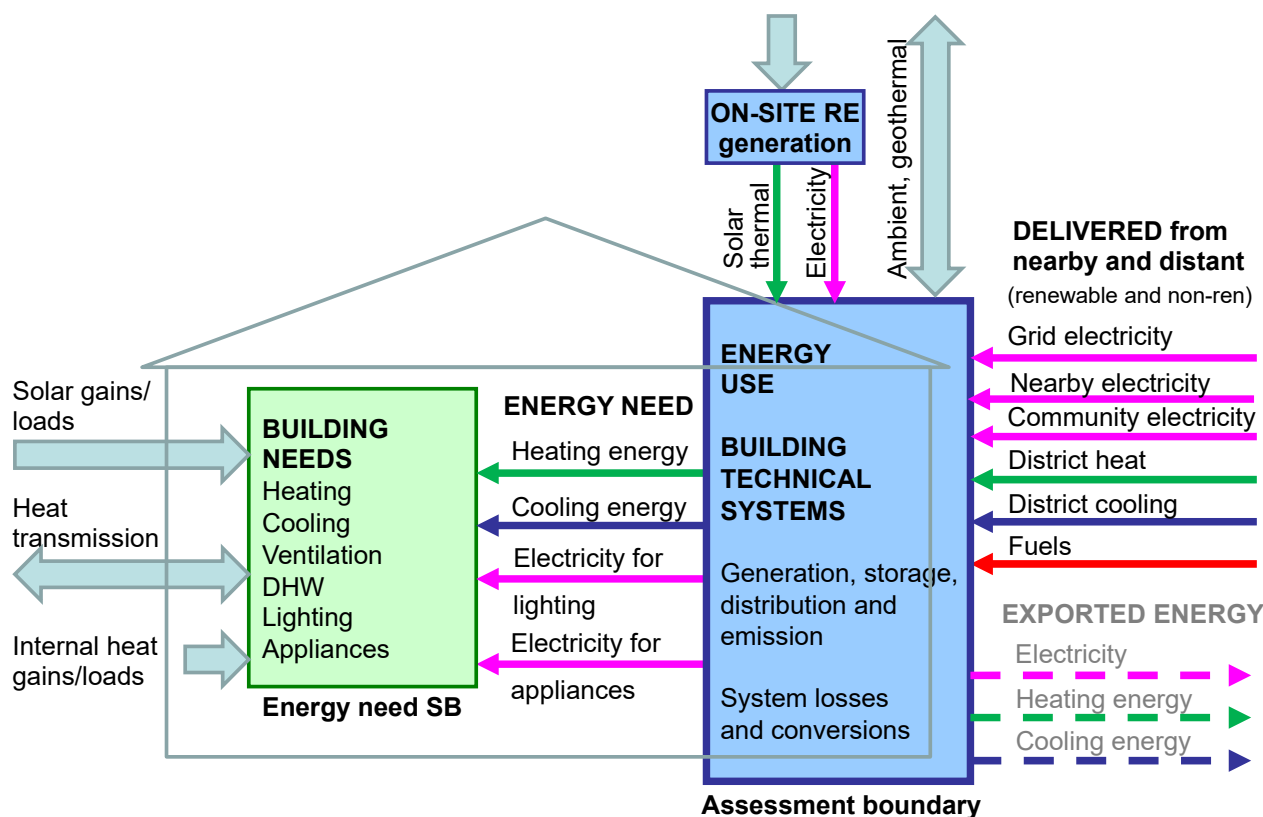 ON-SITE RE
generation
Solar
thermal
Electricity
Ambient, geothermal
DELIVERED from
nearby and distant
(renewable and non-ren)
Grid electricity
Nearby electricity
Community electricity
District heat
District cooling
Fuels
EXPORTED ENERGY
Electricity
Heating energy
Cooling energy
Solar gains/
loads
Heat
transmission
Internal heat
gains/loads
BUILDING
NEEDS
Heating
Cooling
Ventilation
DHW
Lighting
Appliances
Energy need SB
ENERGY NEED
Heating energy
Cooling energy
Electricity for
lighting
Electricity for
appliances
ENERGY
USE
BUILDING
TECHNICAL
SYSTEMS
Generation, storage,
distribution and
emission
System losses
and conversions
Assessment boundary